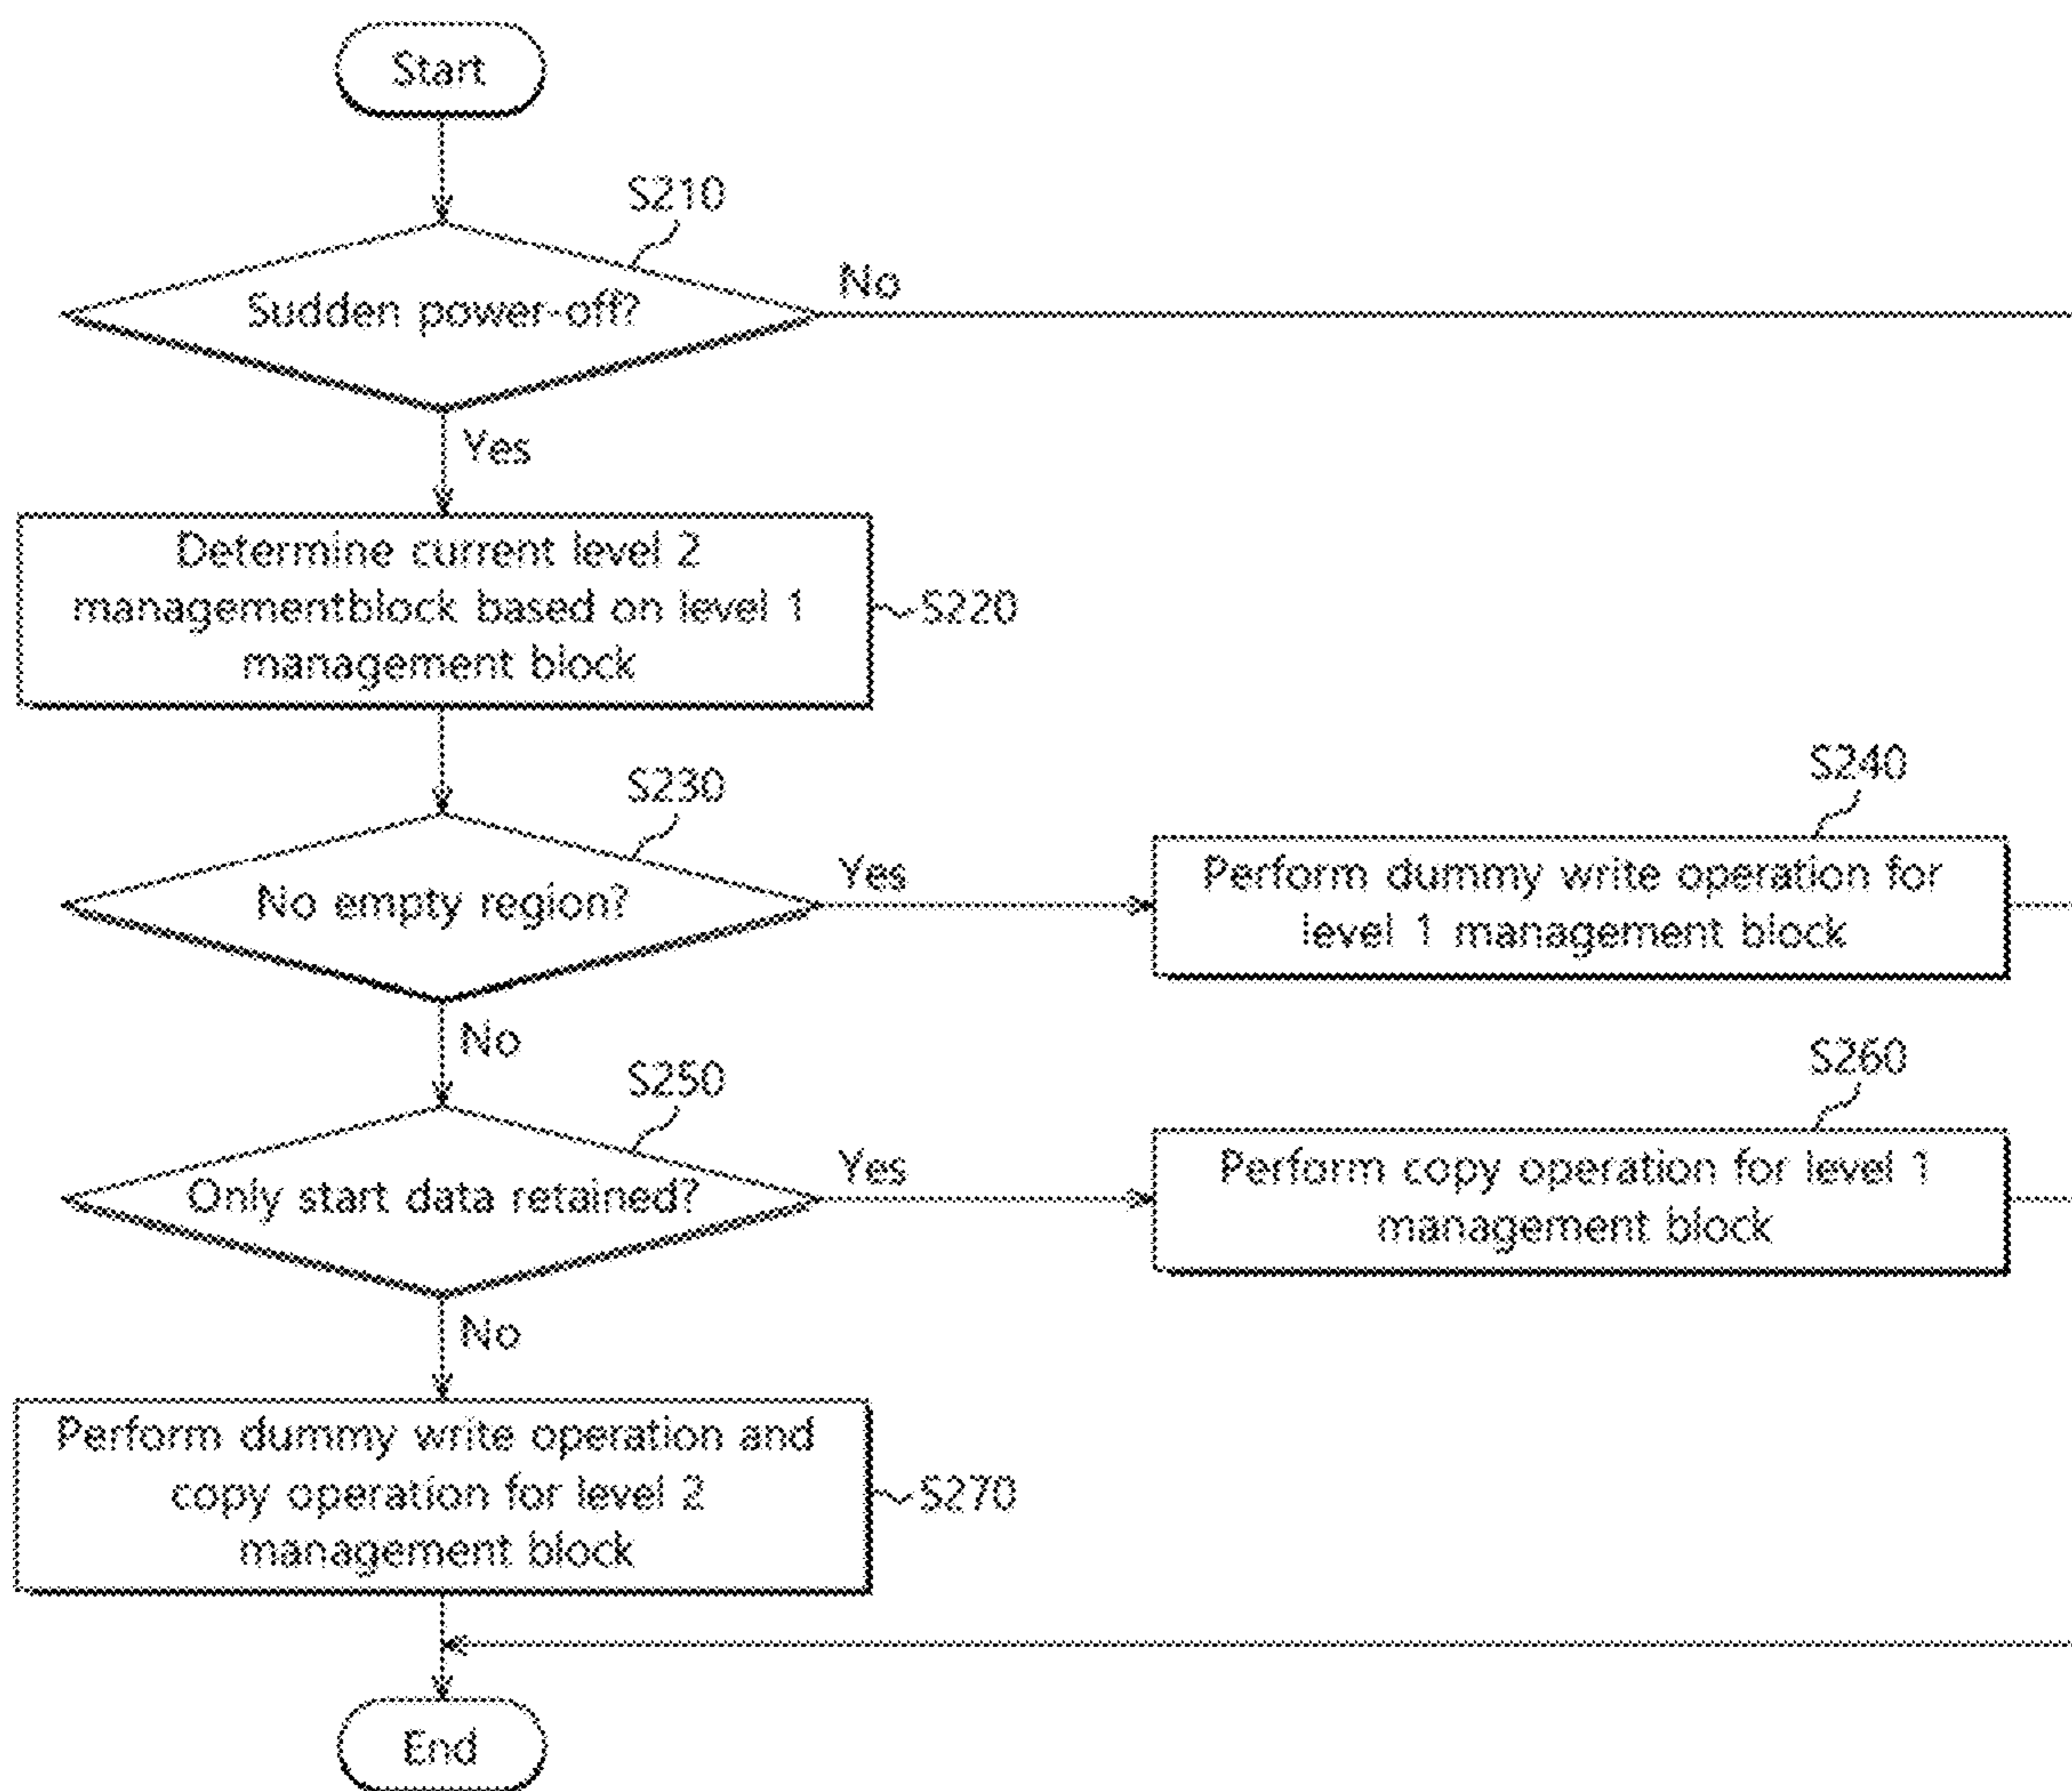 Start
S210
Sudden power-off?
No
Yes
Determine current level 2
managementblock based on level 1
management block
S220
S230
No empty region?
Yes
S240
Perform dummy write operation for
level 1 management block
No
S250
Only start data retained?
Yes
S260
Perform copy operation for level 1
management block
No
Perform dummy write operation and
copy operation for level 2
management block
S270
End